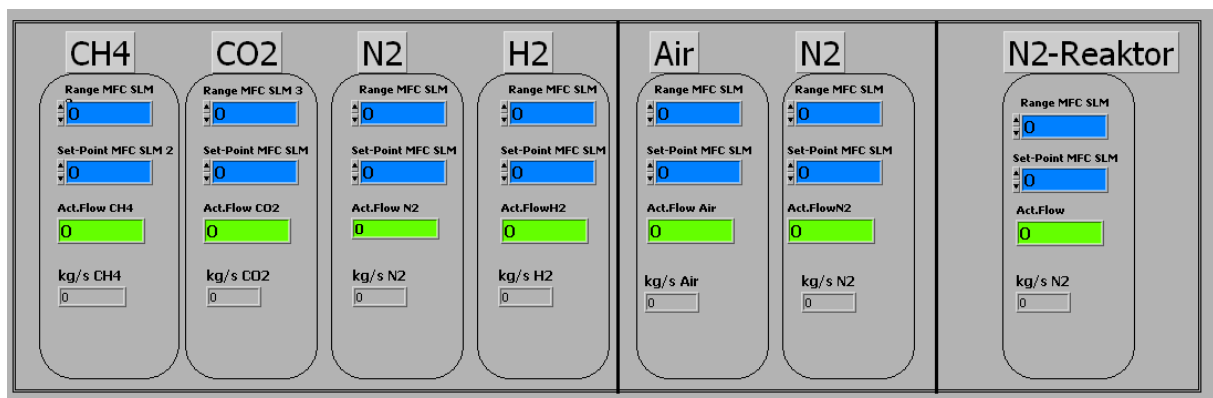 CH4
Range MFC SLM
0
Set-Point MFC SLM 2
0
Act.Flow CH4
0
kg/s CH4
0
CO2
Range MFC SLM 3
0
Set-Point MFC SLM
0
Act.Flow CO2
0
kg/s CO2
0
N2
Range MFC SLM
0
Set-Point MFC SLM
0
Act.Flow N2
0
kg/s N2
0
H2
Range MFC SLM
0
Set-Point MFC SLM
0
Act.FlowH2
0
kg/s H2
0
Air
Range MFC SLM
0
Set-Point MFC SLM
0
Act.Flow Air
0
kg/s Air
0
N2
Range MFC SLM
0
Set-Point MFC SLM
0
Act.FlowN2
0
kg/s N2
0
N2-Reaktor
Range MFC SLM
0
Set-Point MFC SLM
0
Act.Flow
0
kg/s N2
0